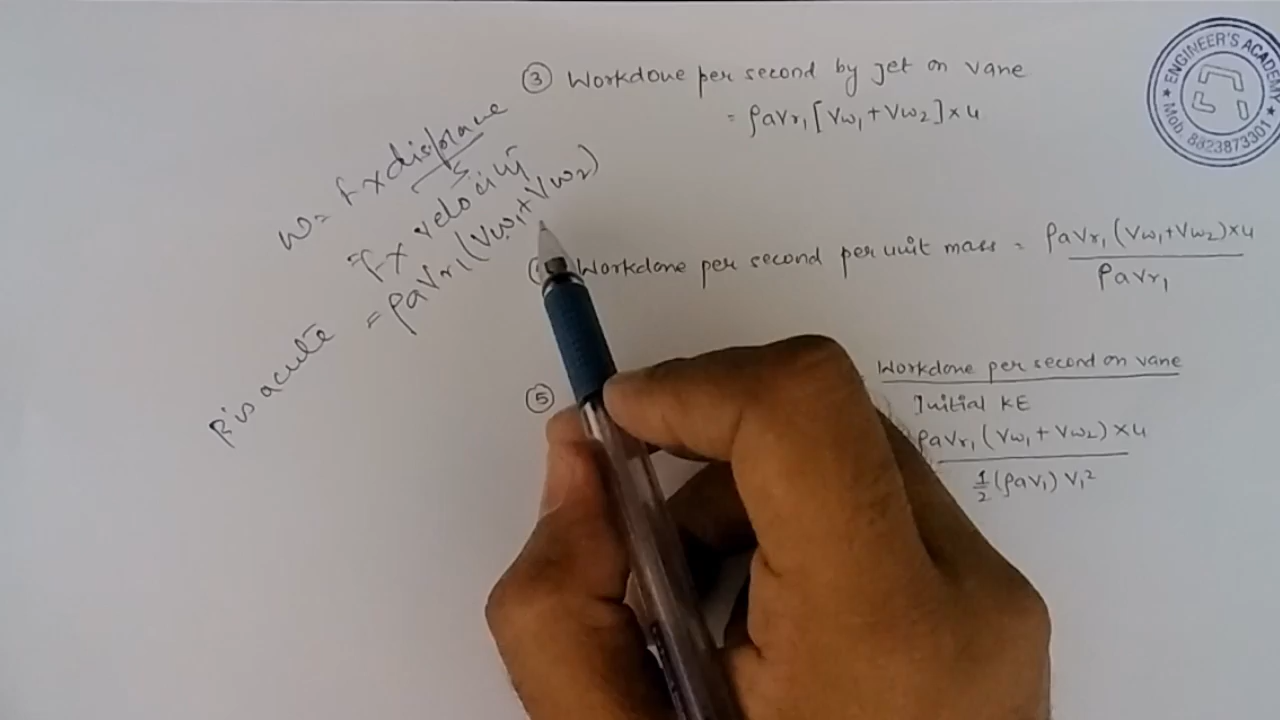 ③ Workdone per second by jet on vane
= ρaVr₁ [Vw₁ + Vw₂] × u
W = F x displane
s
= F x velocity
= ρaVr₁ (Vw₁ + Vw₂)
β is acute
Workdone per second per unit mass = ρaVr₁ (Vw₁ + Vw₂) × u
ρaVr₁
⑤
Workdone per second on vane
Initial KE
ρaVr₁ (Vw₁ + Vw₂) × u
½ (ρaV₁) V₁²
★ ENGINEER'S ACADEMY ★
Mob. 8823873301